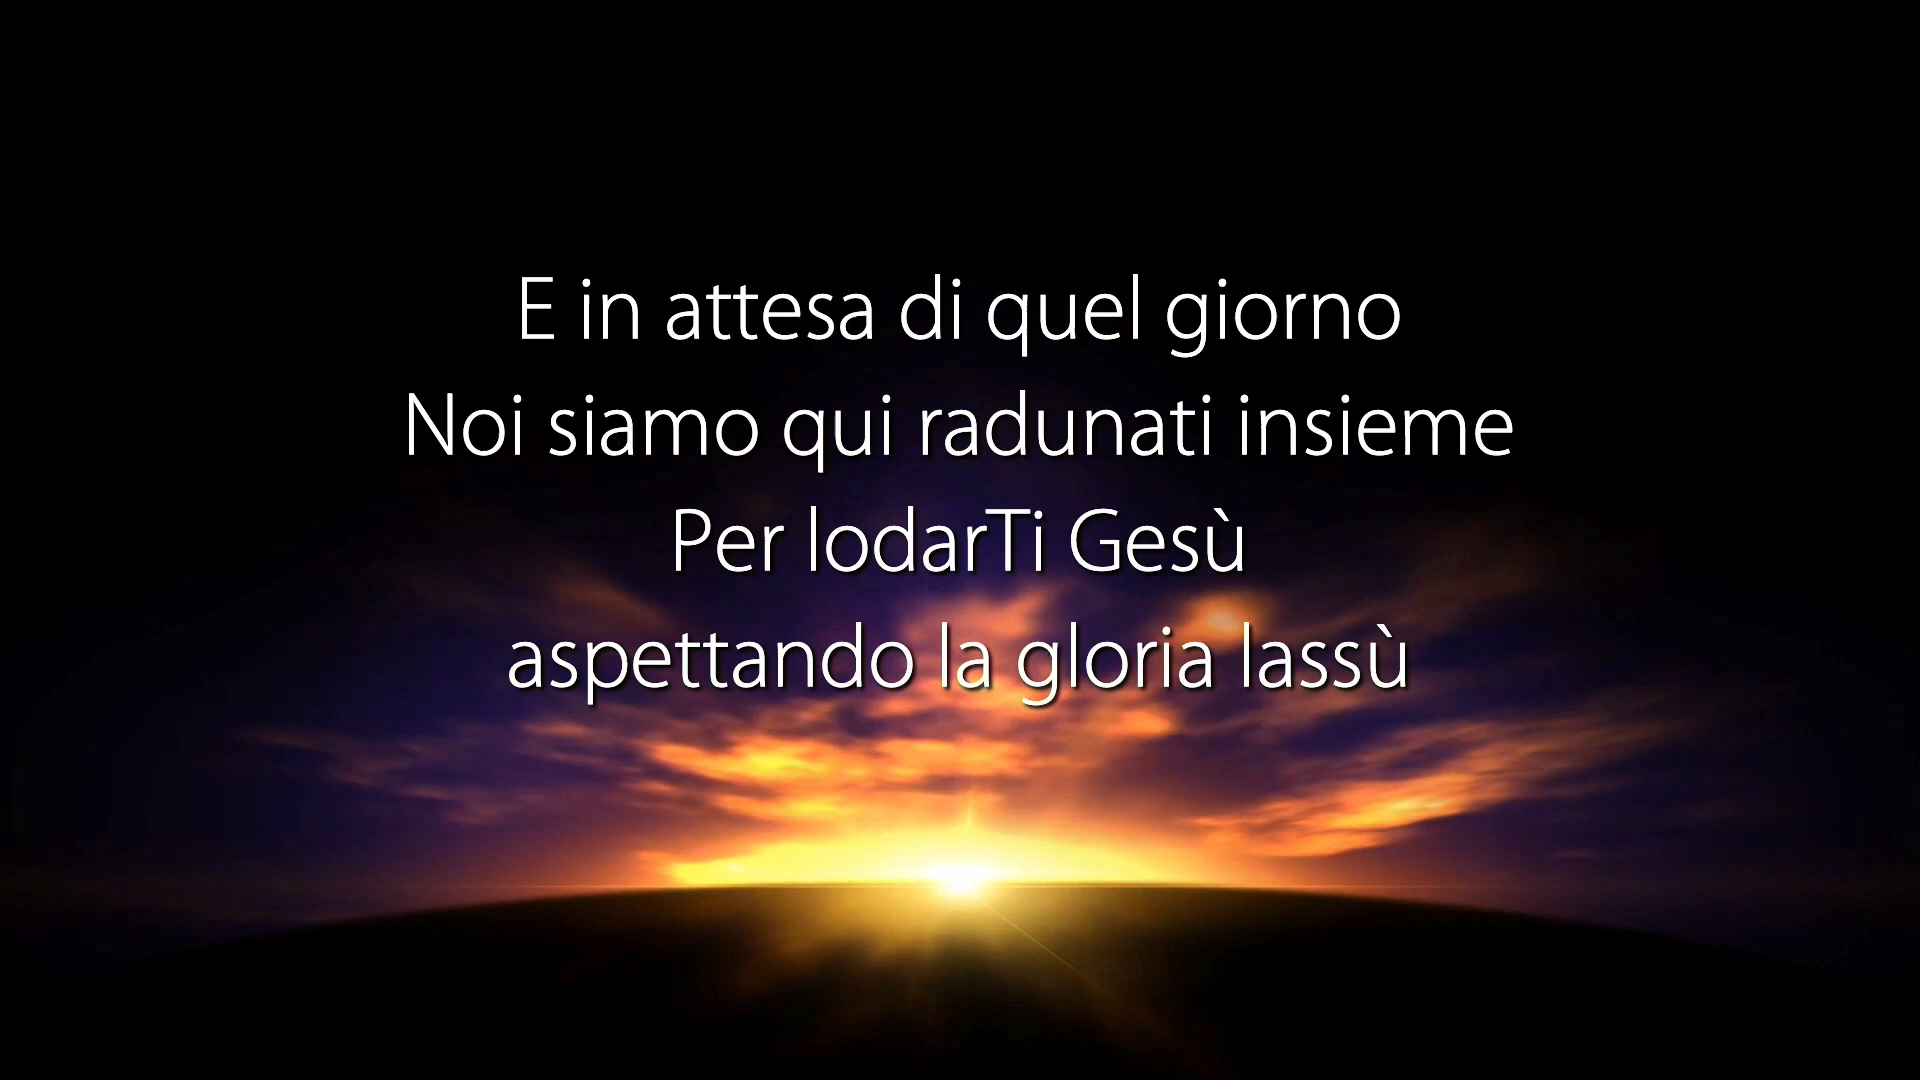 E in attesa di quel giorno
Noi siamo qui radunati insieme
Per lodarTi Gesù
aspettando la gloria lassù